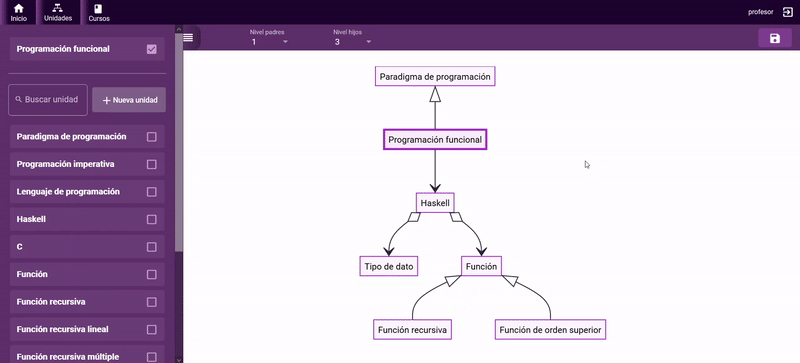 Inicio
Unidades
Cursos
profesor
Programación funcional
Nivel padres
1
Nivel hijos
3
Buscar unidad
Nueva unidad
Paradigma de programación
Programación imperativa
Lenguaje de programación
Haskell
C
Función
Función recursiva
Función recursiva lineal
Función recursiva múltiple
Paradigma de programación
Programación funcional
Haskell
Tipo de dato
Función
Función recursiva
Función de orden superior